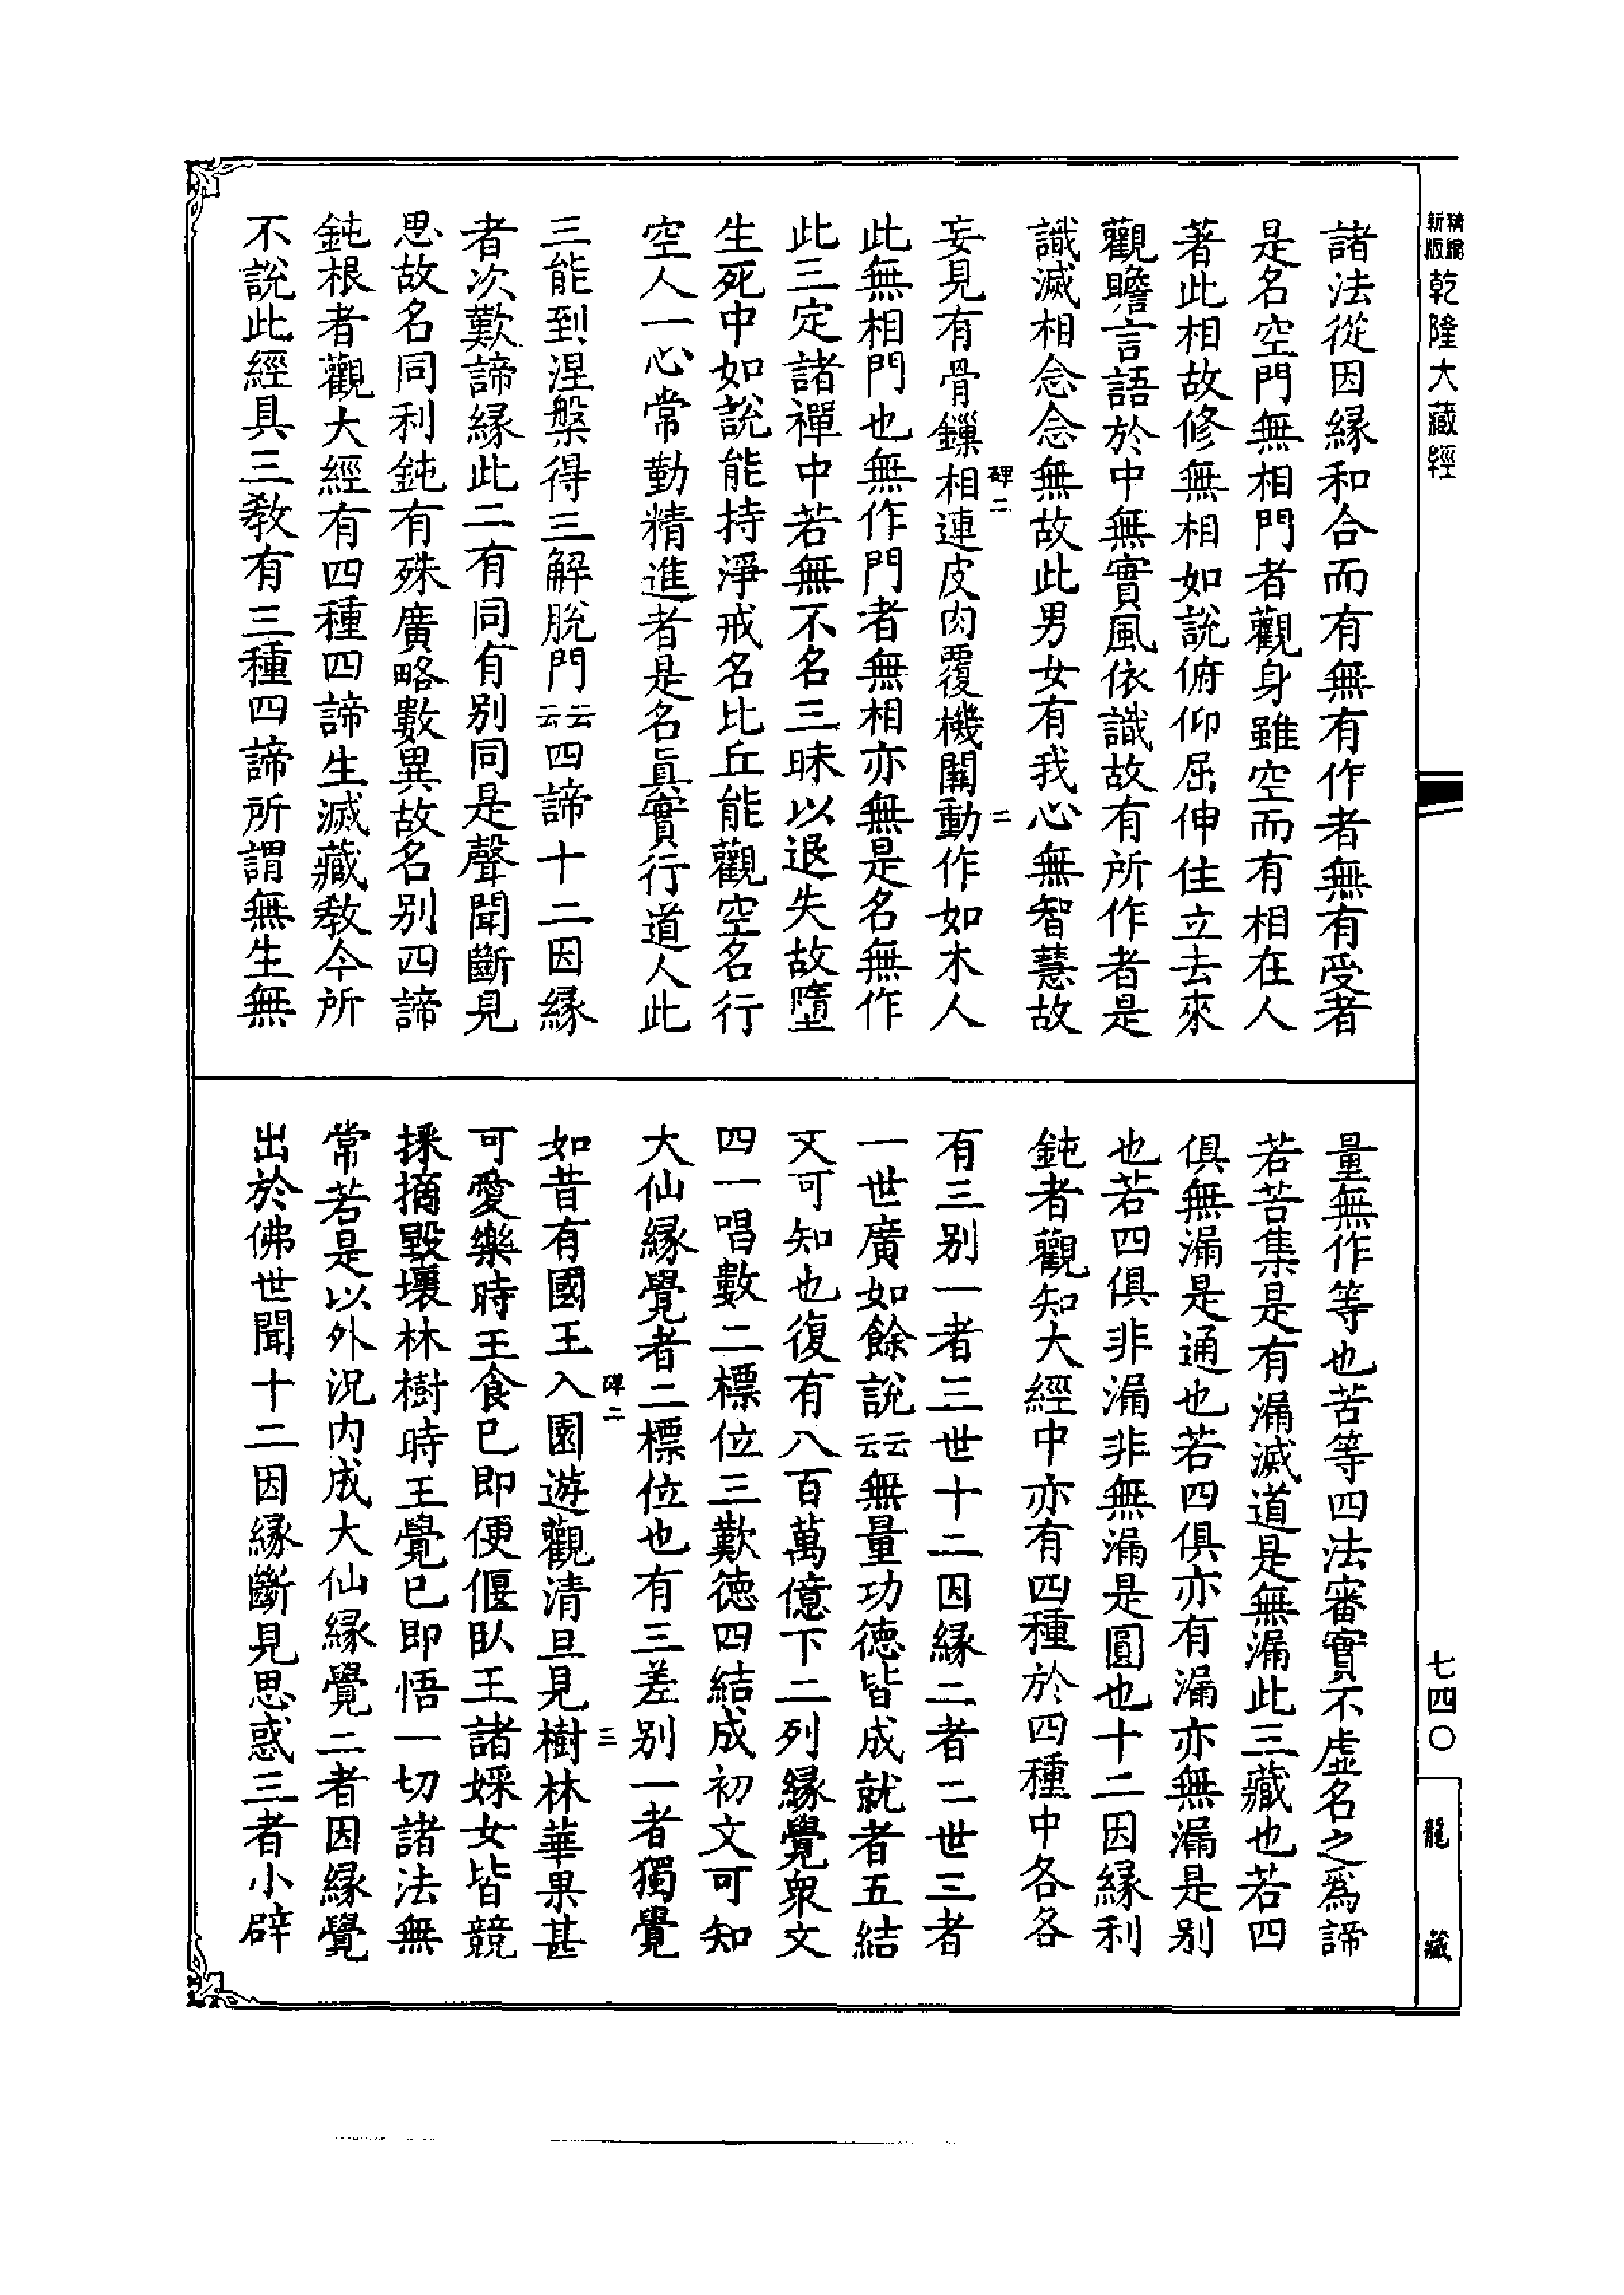 精編
新版
乾隆大藏經
諸法從因緣和合而有無有作者無有受者
是名空門無相門者觀身雖空而有相在人
著此相故修無相如說俯仰屈伸住立去來
觀瞻言語於中無實風依識故有所作者是
識滅相念念無故此男女有我心無智慧故
碑二
二
妄見有骨鏁相連皮肉覆機關動作如木人
此無相門也無作門者無相亦無是名無作
此三定諸禪中若無不名三昧以退失故墮
生死中如說能持淨戒名比丘能觀空名行
空人一心常勤精進者是名眞實行道人此
三能到涅槃得三解脫門云云四諦十二因緣
者次歎諦緣此二有同有別同是聲聞斷見
思故名同利鈍有殊廣略數異故名別四諦
鈍根者觀大經有四種四諦生滅藏教今所
不說此經具三教有三種四諦所謂無生無
量無作等也苦等四法審實不虛名之爲諦
若苦集是有漏滅道是無漏此三藏也若四
俱無漏是通也若四俱亦有漏亦無漏是別
也若四俱非漏非無漏是圓也十二因緣利
鈍者觀知大經中亦有四種於四種中各各
有三別一者三世十二因緣二者二世三者
一世廣如餘說云云無量功德皆成就者五結
文可知也復有八百萬億下二列緣覺衆文
四一唱數二標位三歎德四結成初文可知
大仙緣覺者二標位也有三差別一者獨覺
碑二
三
如昔有國王入園遊觀清旦見樹林華果甚
可愛樂時王食已即便偃臥王諸婇女皆競
採摘毀壞林樹時王覺已即悟一切諸法無
常若是以外況內成大仙緣覺二者因緣覺
出於佛世聞十二因緣斷見思惑三者小辟
七四〇
龍藏